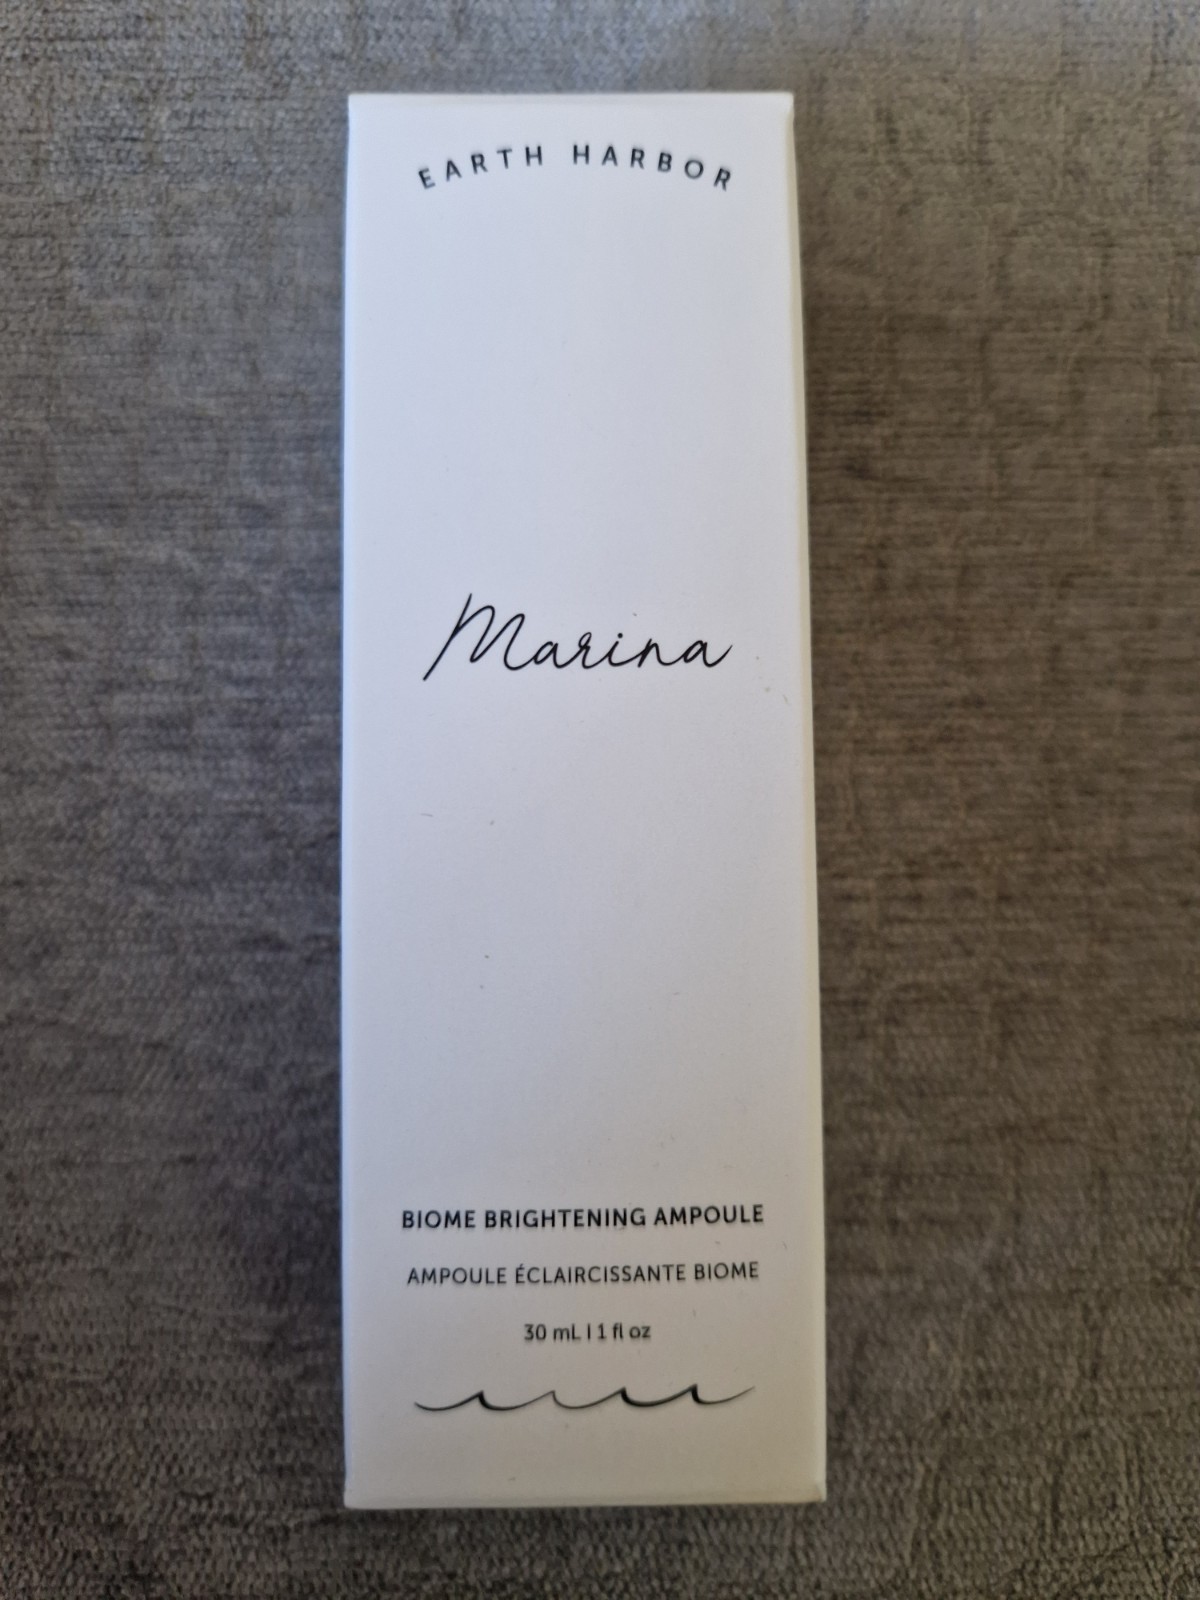 EARTH HARBOR
Marina
BIOME BRIGHTENING AMPOULE
AMPOULE ÉCLAIRCISSANTE BIOME
30 mL | 1 fl oz